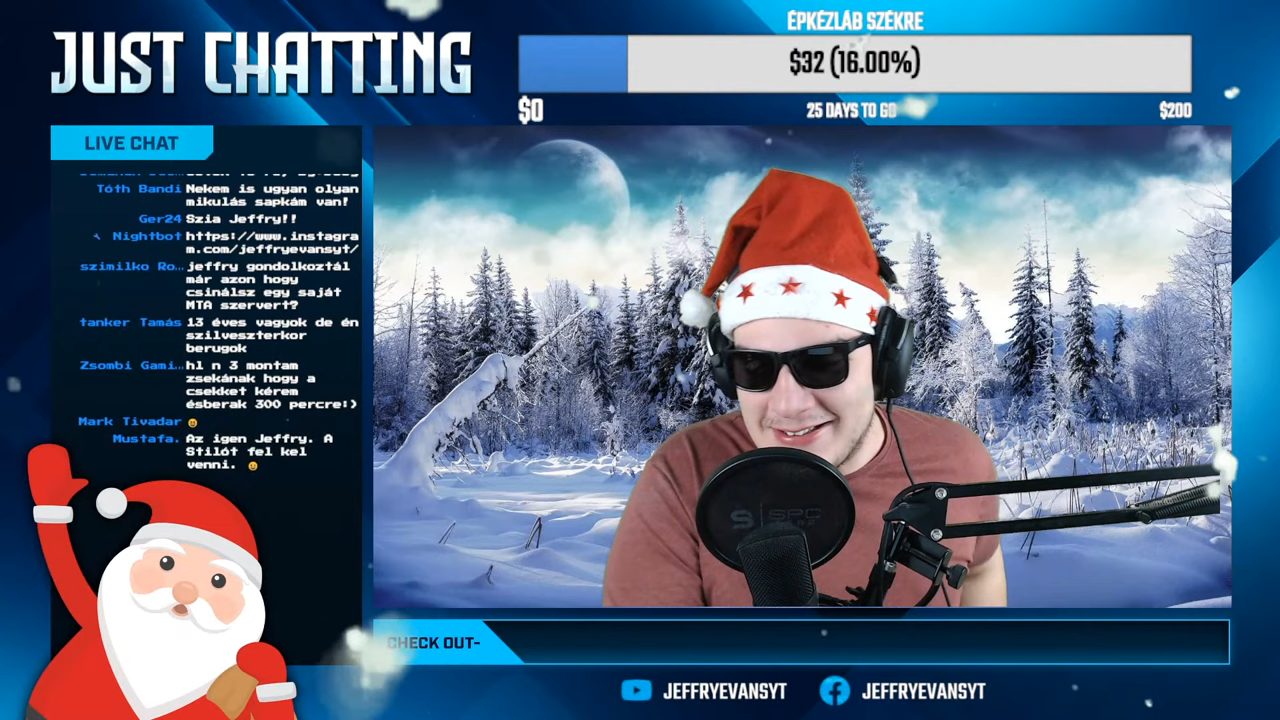 JUST CHATTING
ÉPKÉZLÁB SZÉKRE
$32 (16.00%)
$0
25 DAYS TO GO
$200
LIVE CHAT
Tóth Bandi Nekem is ugyan olyan
mikulás sapkám van!
Ger24 Szia Jeffry!!
Nightbot https://www.instagra
m.com/jeffryevansyt/
szimilko Ro… jeffry gondolkoztál
már azon hogy
csinálsz egy saját
MTA szervert?
tanker Tamás 13 éves vagyok de én
szilveszterkor
berugok
Zsombi Gami… hl n 3 montam
zsekának hogy a
csekket kérem
ésberak 300 percre:)
Mark Tivadar
Mustafa. Az igen Jeffry. A
Stilót fel kel
venni.
SPC
CHECK OUT-
JEFFRYEVANSYT
JEFFRYEVANSYT